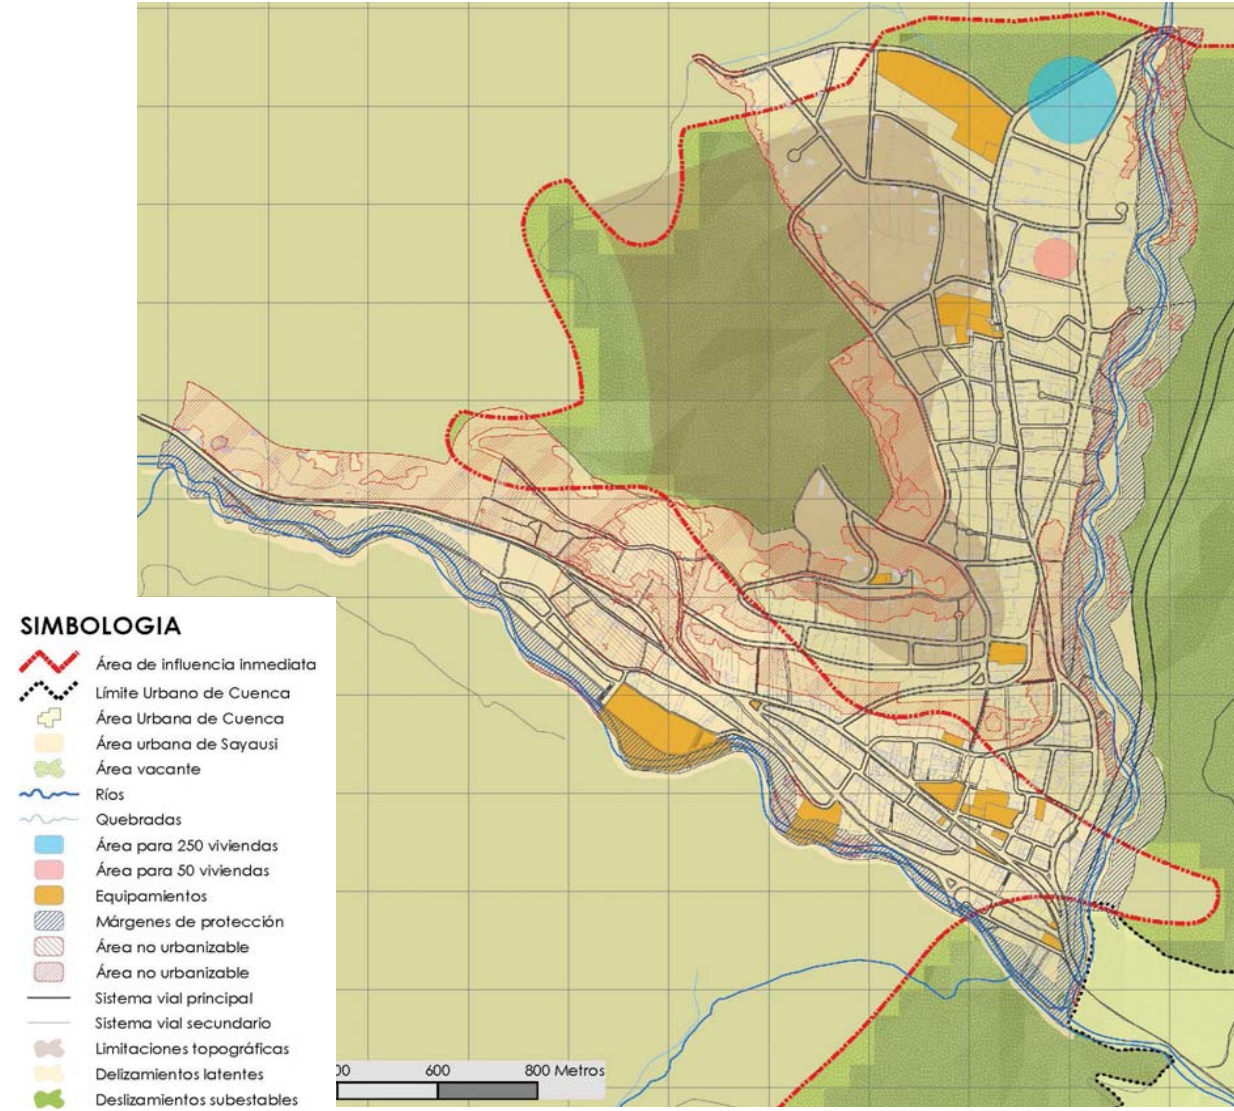 SIMBOLOGIA
Área de influencia inmediata
Límite Urbano de Cuenca
Área Urbana de Cuenca
Área urbana de Sayausi
Área vacante
Ríos
Quebradas
Área para 250 viviendas
Área para 50 viviendas
Equipamientos
Márgenes de protección
Área no urbanizable
Área no urbanizable
Sistema vial principal
Sistema vial secundario
Limitaciones topográficas
Delizamientos latentes
Deslizamientos subestables
00 600 800 Metros